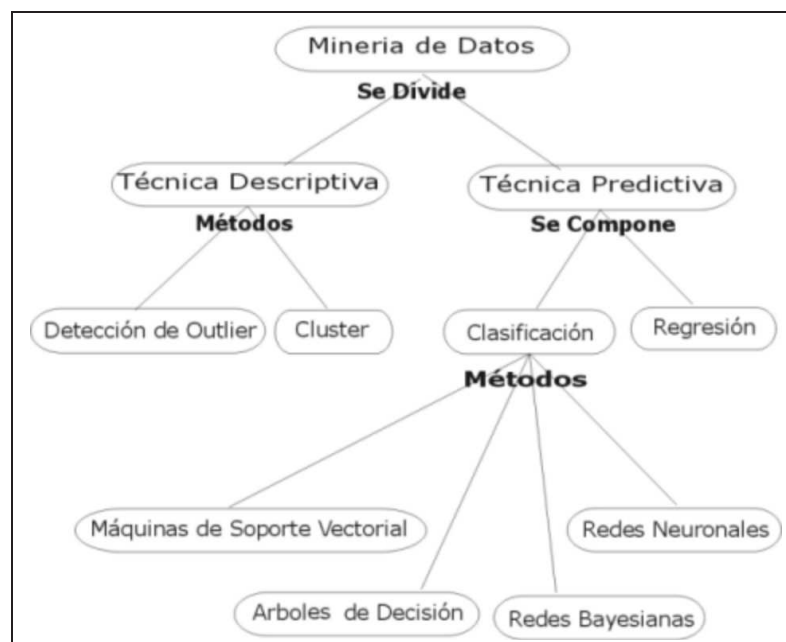 Mineria de Datos
Se Divide
Técnica Descriptiva
Técnica Predictiva
Métodos
Se Compone
Detección de Outlier
Cluster
Clasificación
Regresión
Métodos
Máquinas de Soporte Vectorial
Redes Neuronales
Arboles de Decisión
Redes Bayesianas